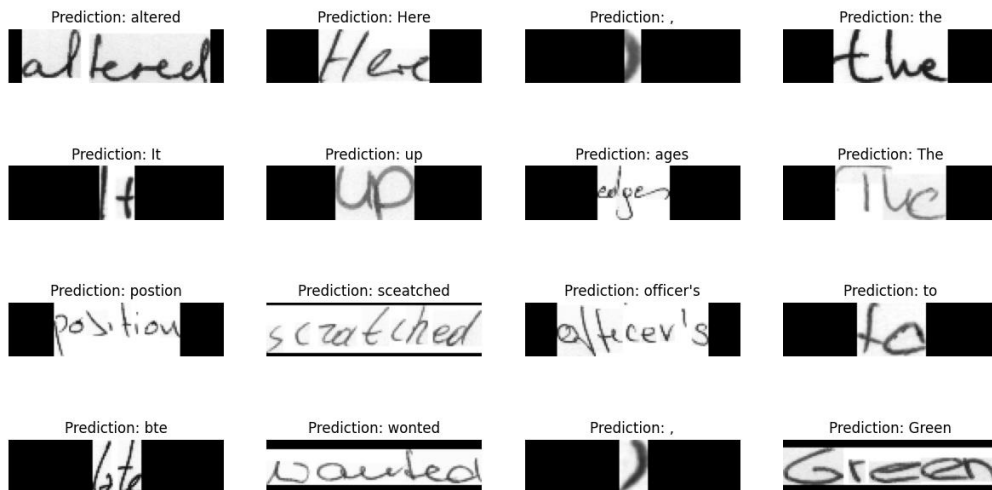 Prediction: altered Prediction: Here Prediction: , Prediction: the
altered Here , the
Prediction: It Prediction: up Prediction: ages Prediction: The
It up edges The
Prediction: postion Prediction: sceatched Prediction: officer's Prediction: to
position scratched officer's to
Prediction: bte Prediction: wonted Prediction: , Prediction: Green
wanted , Green